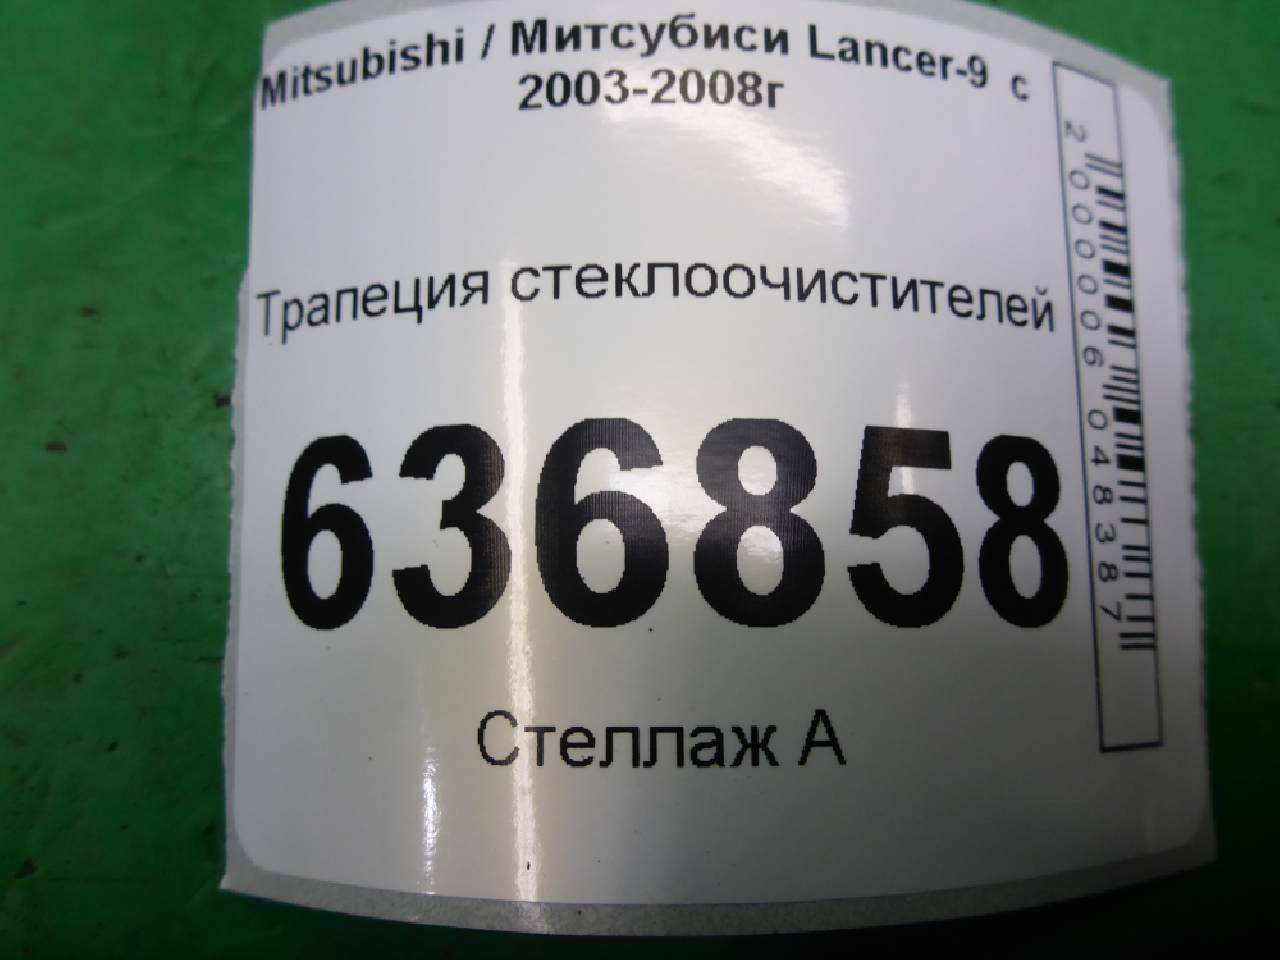 Mitsubishi / Митсубиси Lancer-9 с
2003-2008г
Трапеция стеклоочистителей
636858
Стеллаж А
2000006048387